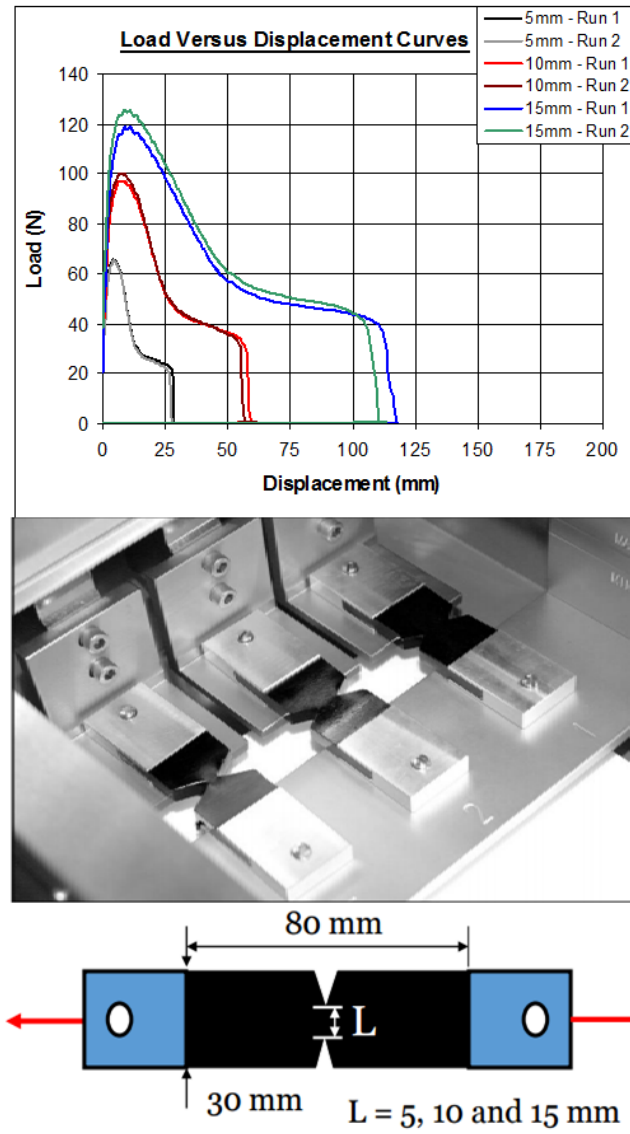 Load Versus Displacement Curves
5mm - Run 1
5mm - Run 2
10mm - Run 1
10mm - Run 2
15mm - Run 1
15mm - Run 2
Load (N)
140
120
100
80
60
40
20
0
0 25 50 75 100 125 150 175 200
Displacement (mm)
2
80 mm
L
30 mm
L = 5, 10 and 15 mm